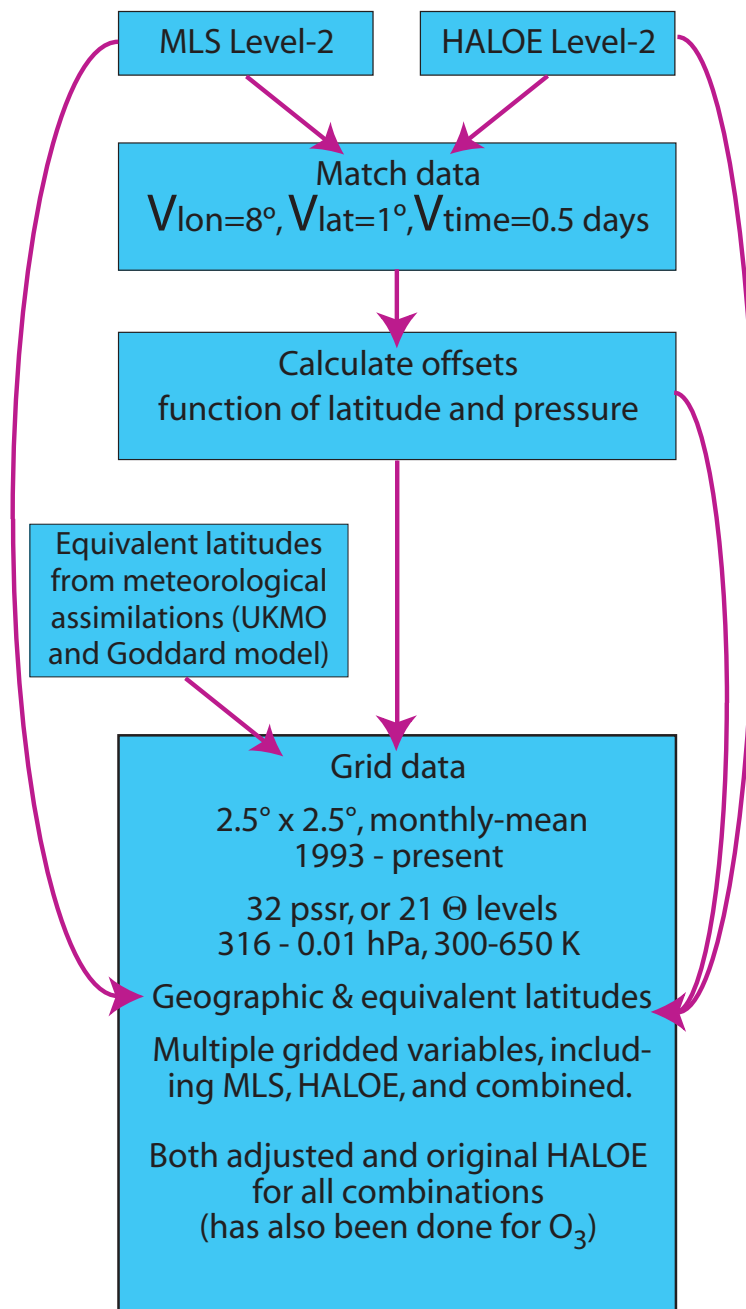 MLS Level-2
HALOE Level-2
Match data
Vlon=8º, Vlat=1º, Vtime=0.5 days
Calculate offsets
function of latitude and pressure
Equivalent latitudes
from meteorological
assimilations (UKMO
and Goddard model)
Grid data
2.5° x 2.5°, monthly-mean
1993 - present
32 pssr, or 21 Θ levels
316 - 0.01 hPa, 300-650 K
Geographic & equivalent latitudes
Multiple gridded variables, includ-
ing MLS, HALOE, and combined.
Both adjusted and original HALOE
for all combinations
(has also been done for O3)